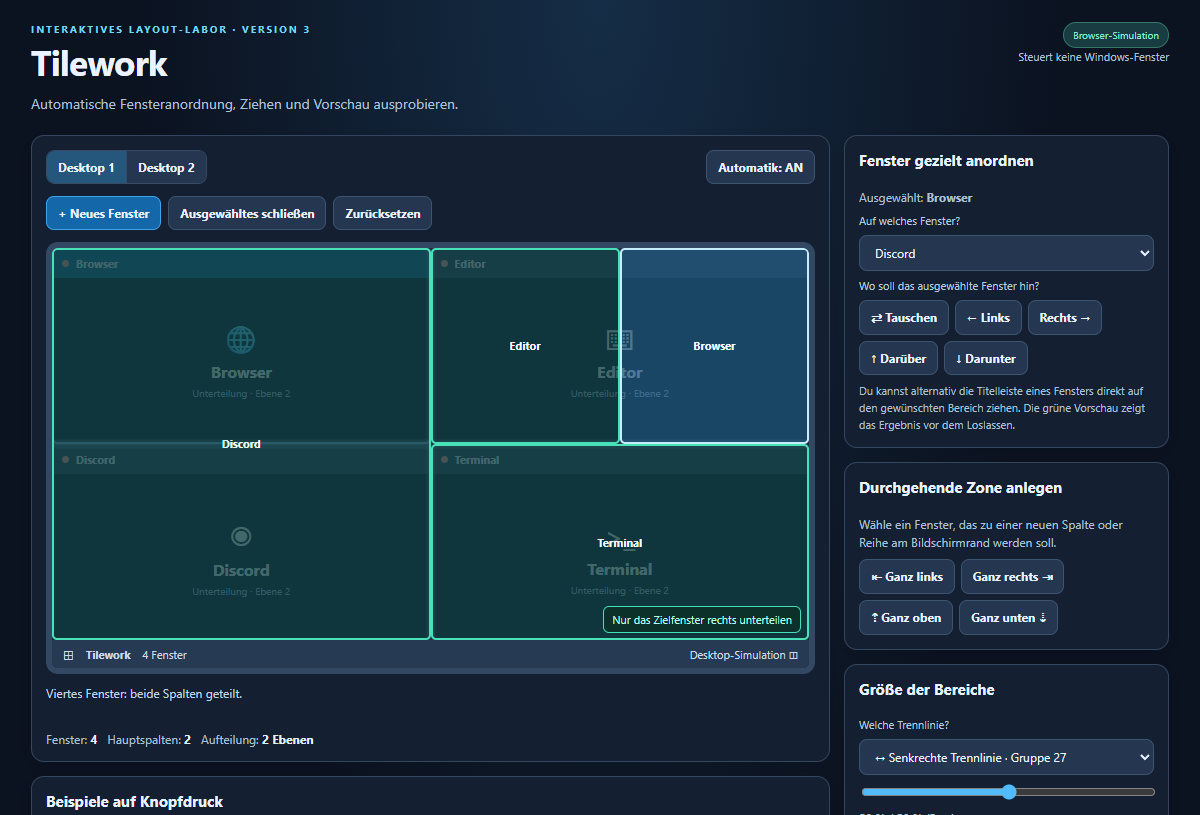 INTERAKTIVES LAYOUT-LABOR · VERSION 3
Tilework
Automatische Fensteranordnung, Ziehen und Vorschau ausprobieren.
Browser-Simulation
Steuert keine Windows-Fenster
Desktop 1
Desktop 2
Automatik: AN
+ Neues Fenster
Ausgewähltes schließen
Zurücksetzen
Browser
Editor
Browser
Unterteilung · Ebene 2
Editor
Editor
Unterteilung · Ebene 2
Browser
Discord
Discord
Discord
Unterteilung · Ebene 2
Terminal
Terminal
Terminal
Unterteilung · Ebene 2
Nur das Zielfenster rechts unterteilen
Tilework 4 Fenster
Desktop-Simulation
Viertes Fenster: beide Spalten geteilt.
Fenster: 4 Hauptspalten: 2 Aufteilung: 2 Ebenen
Beispiele auf Knopfdruck
Fenster gezielt anordnen
Ausgewählt: Browser
Auf welches Fenster?
Discord
Wo soll das ausgewählte Fenster hin?
⇄ Tauschen
← Links
Rechts →
↑ Darüber
↓ Darunter
Du kannst alternativ die Titelleiste eines Fensters direkt auf
den gewünschten Bereich ziehen. Die grüne Vorschau zeigt
das Ergebnis vor dem Loslassen.
Durchgehende Zone anlegen
Wähle ein Fenster, das zu einer neuen Spalte oder
Reihe am Bildschirmrand werden soll.
⇤ Ganz links
Ganz rechts ⇥
⇡ Ganz oben
Ganz unten ⇣
Größe der Bereiche
Welche Trennlinie?
↔ Senkrechte Trennlinie · Gruppe 27